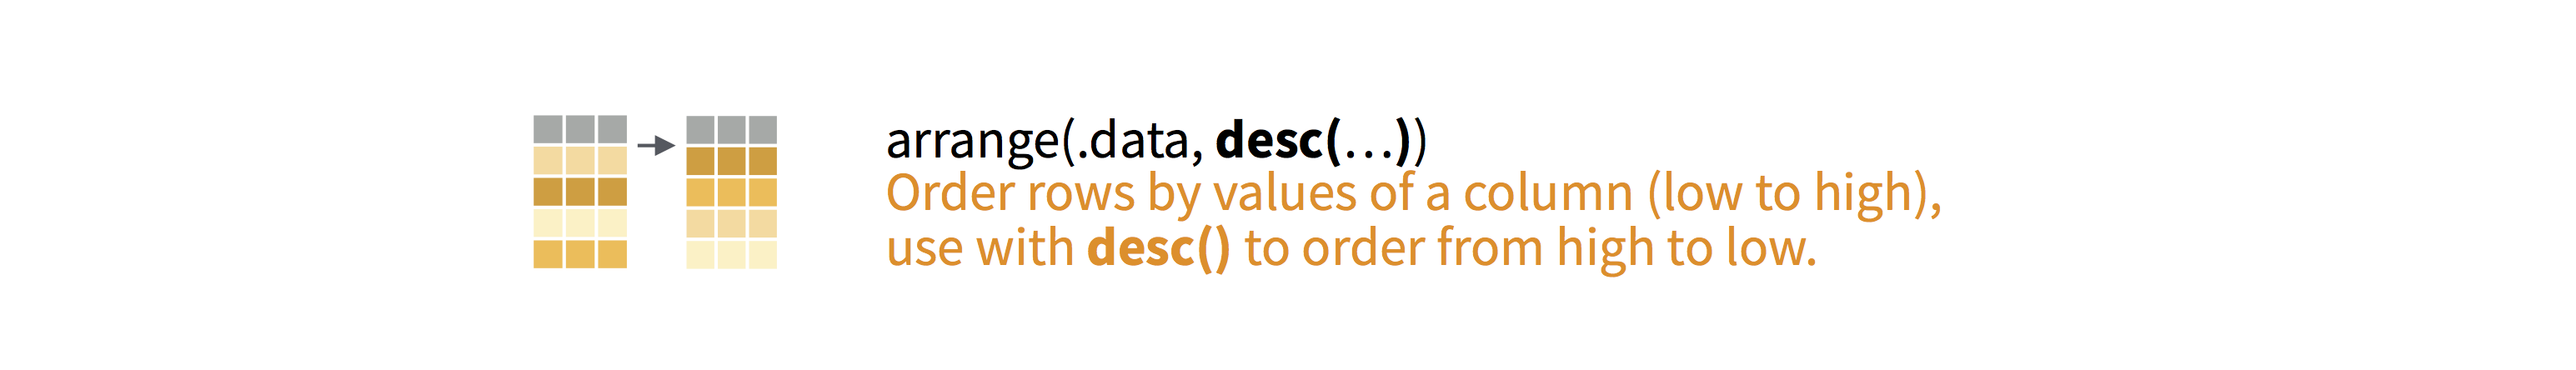 arrange(.data, desc(…))
Order rows by values of a column (low to high),
use with desc() to order from high to low.